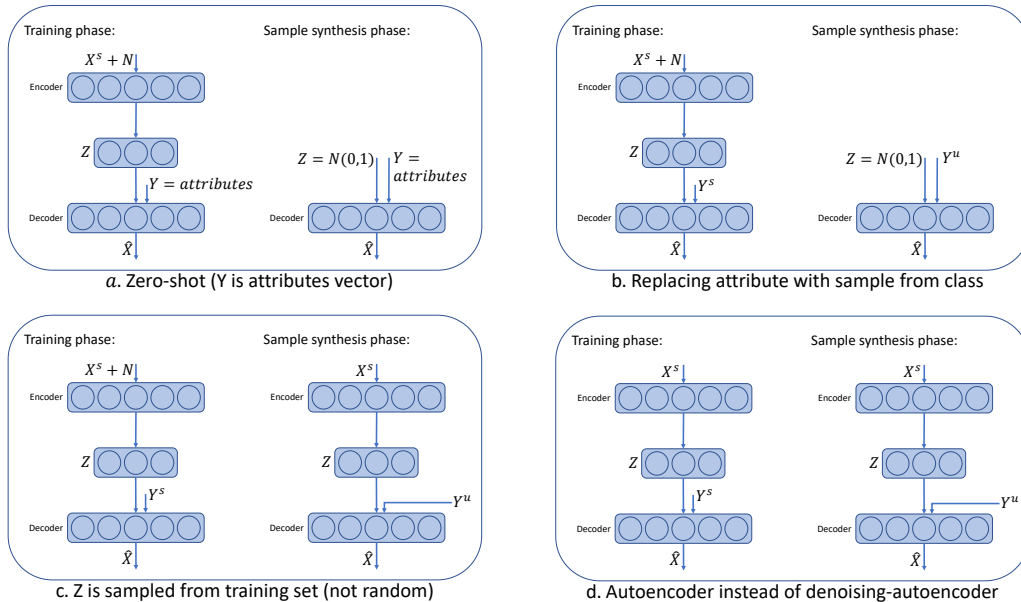 Training phase:
Sample synthesis phase:
X^s + N
Encoder
Z
Z = N(0,1)
Y =
attributes
Y = attributes
Decoder
X̂
X̂
a. Zero-shot (Y is attributes vector)
Training phase:
Sample synthesis phase:
X^s + N
Encoder
Z
Z = N(0,1)
Y^u
Y^s
Decoder
Decoder
X̂
X̂
b. Replacing attribute with sample from class
Training phase:
Sample synthesis phase:
X^s + N
X^s
Encoder
Encoder
Z
Z
Y^s
Y^u
Decoder
Decoder
X̂
X̂
c. Z is sampled from training set (not random)
Training phase:
Sample synthesis phase:
X^s
X^s
Encoder
Encoder
Z
Z
Y^s
Y^u
Decoder
Decoder
X̂
X̂
d. Autoencoder instead of denoising-autoencoder